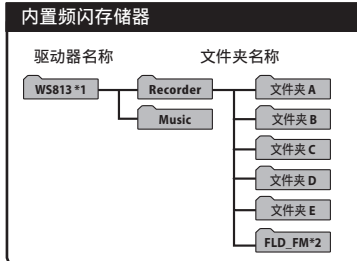 内置频闪存储器
驱动器名称 文件夹名称
WS813 *1 Recorder 文件夹 A
Music 文件夹 B
文件夹 C
文件夹 D
文件夹 E
FLD_FM*2